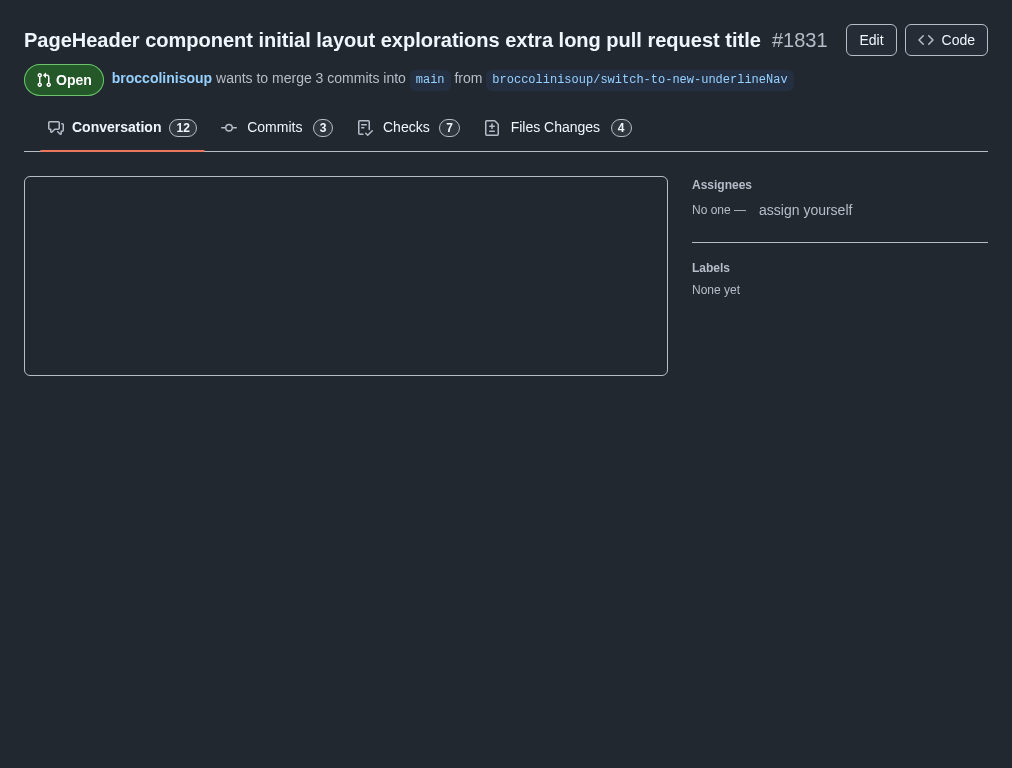 PageHeader component initial layout explorations extra long pull request title #1831 Edit Code
Open broccolinisoup wants to merge 3 commits into main from broccolinisoup/switch-to-new-underlineNav
Conversation 12 Commits 3 Checks 7 Files Changes 4
Assignees
No one — assign yourself
Labels
None yet